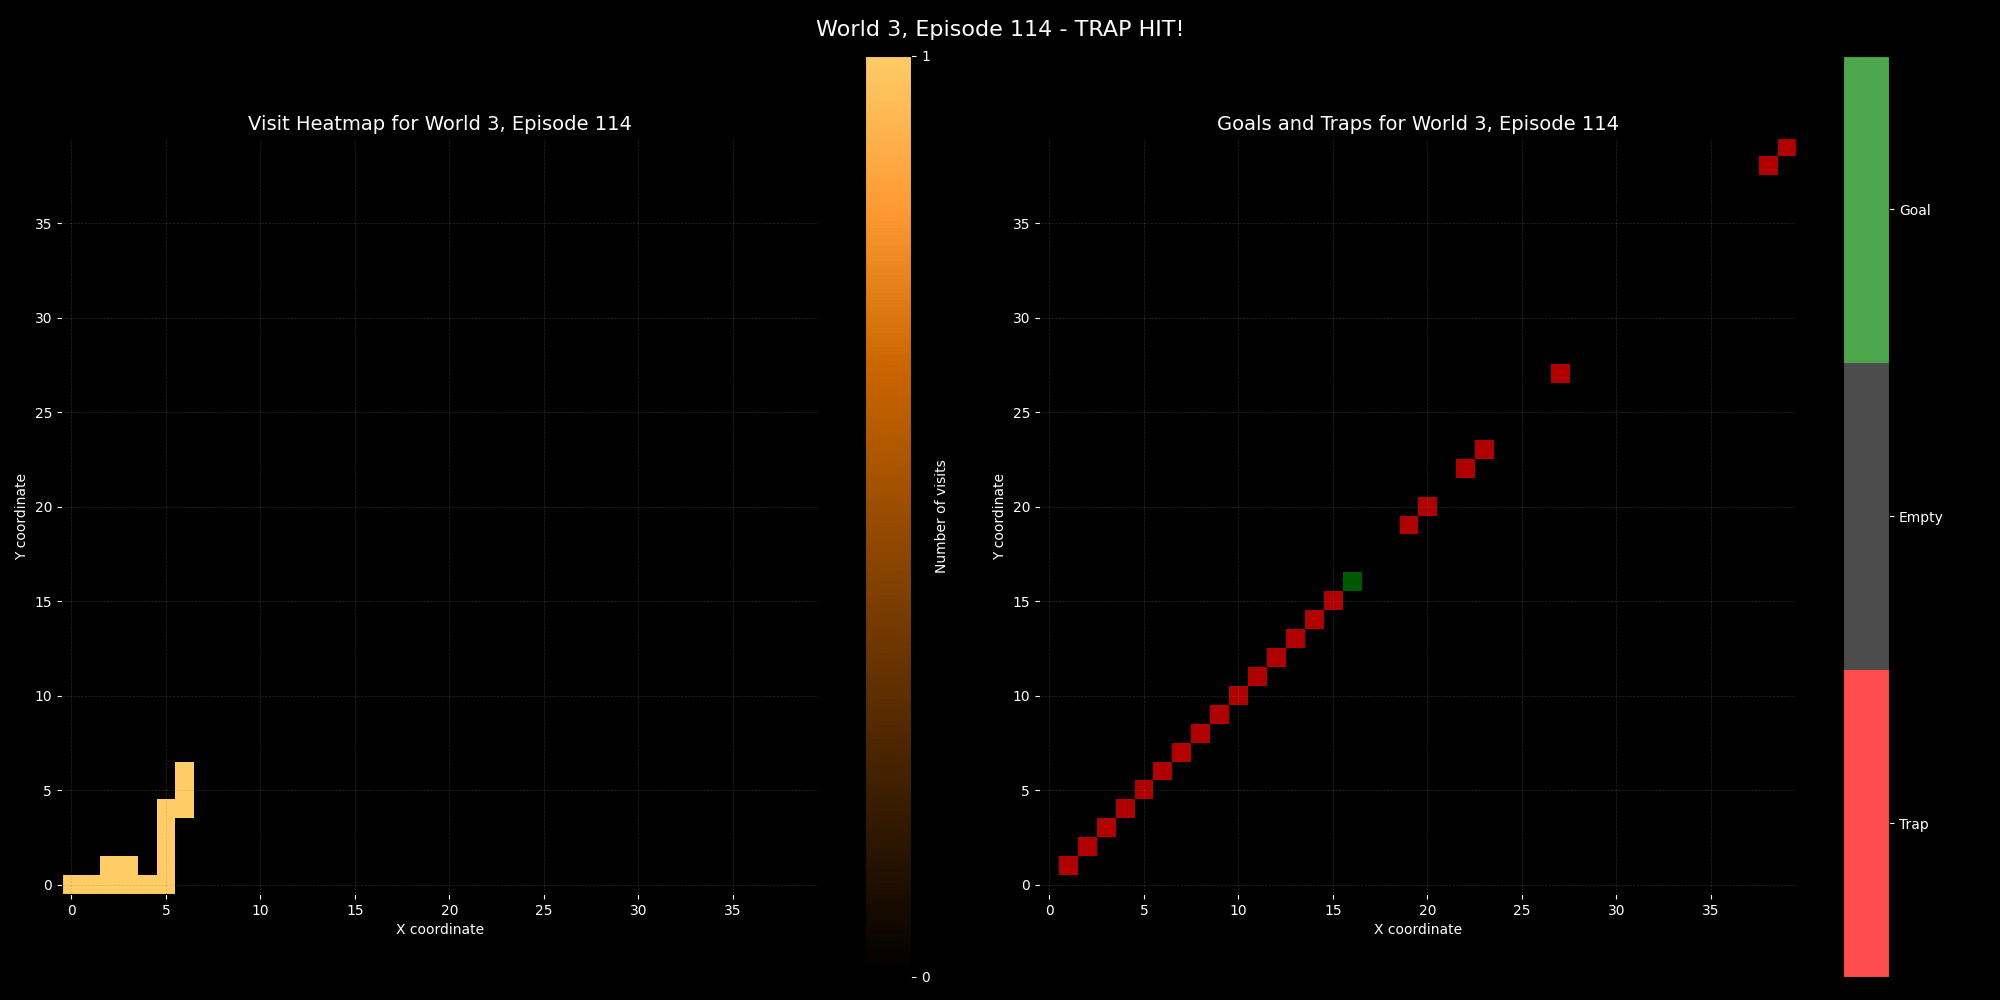 World 3, Episode 114 - TRAP HIT!
Visit Heatmap for World 3, Episode 114
35
30
25
20
15
10
5
0
Y coordinate
0 5 10 15 20 25 30 35
X coordinate
1
0
Number of visits
Goals and Traps for World 3, Episode 114
35
30
25
20
15
10
5
0
Y coordinate
0 5 10 15 20 25 30 35
X coordinate
Goal
Empty
Trap